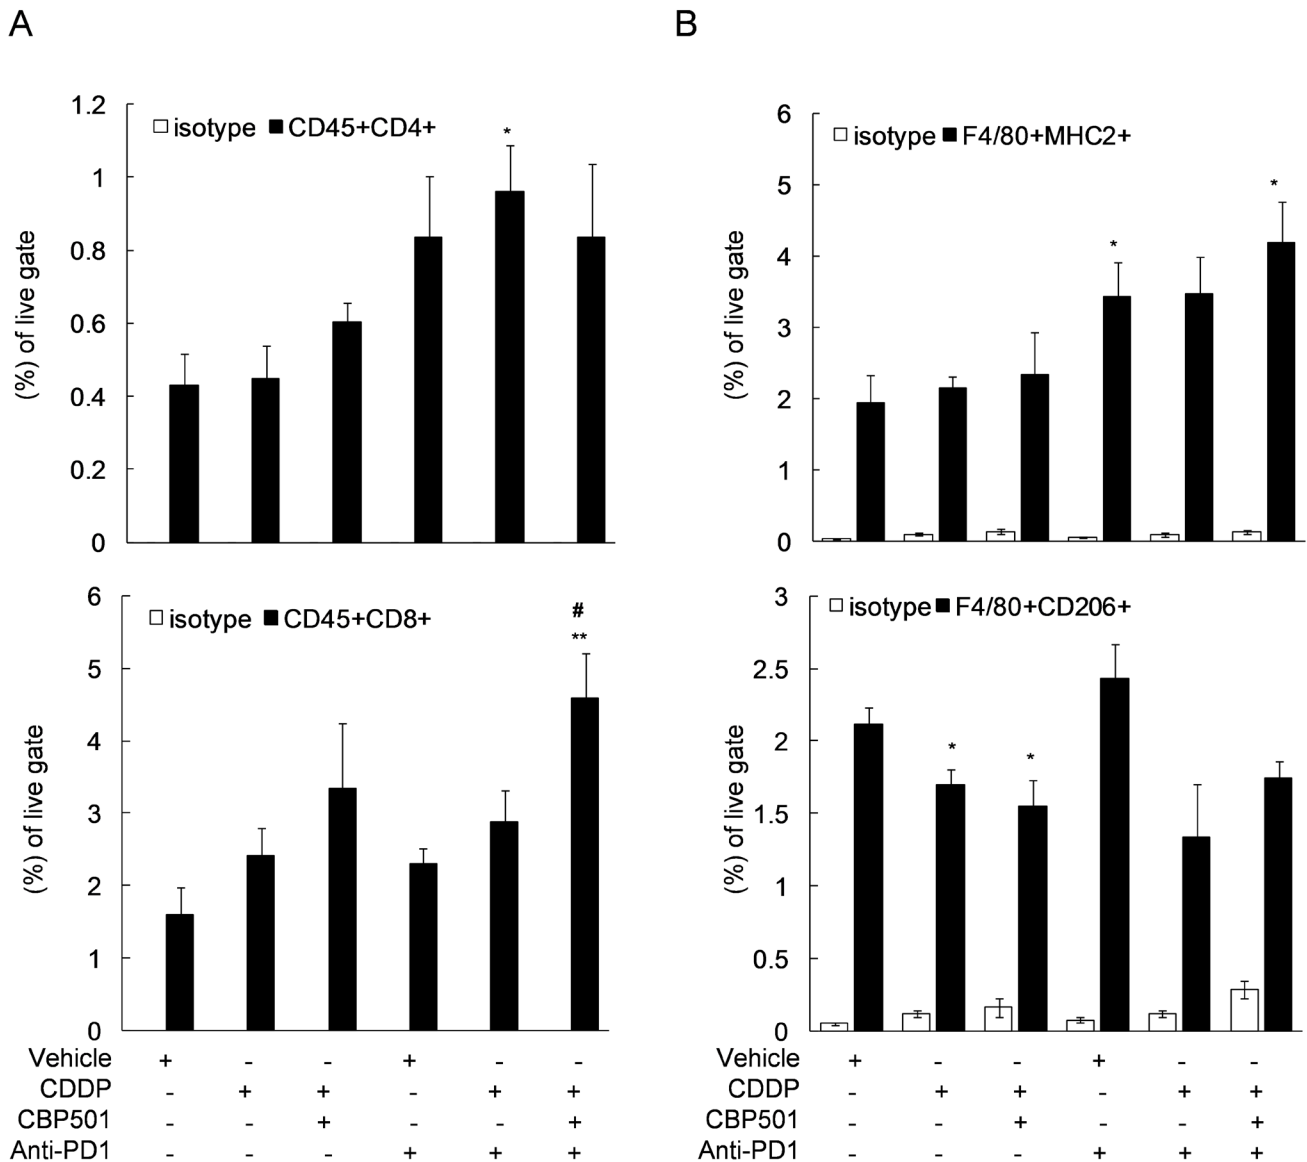 A
B
1.2
1
0.8
0.6
0.4
0.2
0
(%) of live gate
isotype CD45+CD4+
*
6
5
4
3
2
1
0
(%) of live gate
isotype F4/80+MHC2+
*
*
6
5
4
3
2
1
0
(%) of live gate
isotype CD45+CD8+
#
**
3
2.5
2
1.5
1
0.5
0
(%) of live gate
isotype F4/80+CD206+
*
*
Vehicle + - - + - -
CDDP - + + - + +
CBP501 - - + - - +
Anti-PD1 - - - + + +
Vehicle + - - + - -
CDDP - + + - + +
CBP501 - - + - - +
Anti-PD1 - - - + + +